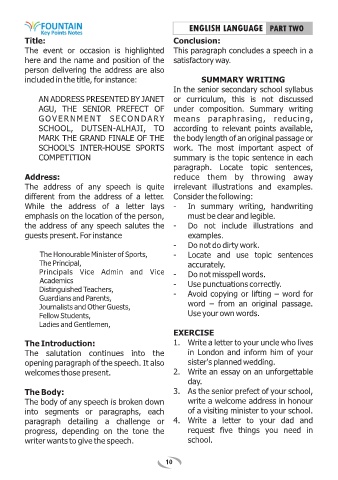 FOUNTAIN
Key Points Notes
ENGLISH LANGUAGE PART TWO
Title:
The event or occasion is highlighted
here and the name and position of the
person delivering the address are also
included in the title, for instance:
AN ADDRESS PRESENTED BY JANET
AGU, THE SENIOR PREFECT OF
GOVERNMENT SECONDARY
SCHOOL, DUTSEN-ALHAJI, TO
MARK THE GRAND FINALE OF THE
SCHOOL'S INTER-HOUSE SPORTS
COMPETITION
Address:
The address of any speech is quite
different from the address of a letter.
While the address of a letter lays
emphasis on the location of the person,
the address of any speech salutes the
guests present. For instance
The Honourable Minister of Sports,
The Principal,
Principals Vice Admin and Vice
Academics
Distinguished Teachers,
Guardians and Parents,
Journalists and Other Guests,
Fellow Students,
Ladies and Gentlemen,
The Introduction:
The salutation continues into the
opening paragraph of the speech. It also
welcomes those present.
The Body:
The body of any speech is broken down
into segments or paragraphs, each
paragraph detailing a challenge or
progress, depending on the tone the
writer wants to give the speech.
Conclusion:
This paragraph concludes a speech in a
satisfactory way.
SUMMARY WRITING
In the senior secondary school syllabus
or curriculum, this is not discussed
under composition. Summary writing
means paraphrasing, reducing,
according to relevant points available,
the body length of an original passage or
work. The most important aspect of
summary is the topic sentence in each
paragraph. Locate topic sentences,
reduce them by throwing away
irrelevant illustrations and examples.
Consider the following:
- In summary writing, handwriting
must be clear and legible.
- Do not include illustrations and
examples.
- Do not do dirty work.
- Locate and use topic sentences
accurately.
- Do not misspell words.
- Use punctuations correctly.
- Avoid copying or lifting – word for
word – from an original passage.
Use your own words.
EXERCISE
1. Write a letter to your uncle who lives
in London and inform him of your
sister's planned wedding.
2. Write an essay on an unforgettable
day.
3. As the senior prefect of your school,
write a welcome address in honour
of a visiting minister to your school.
4. Write a letter to your dad and
request five things you need in
school.
10